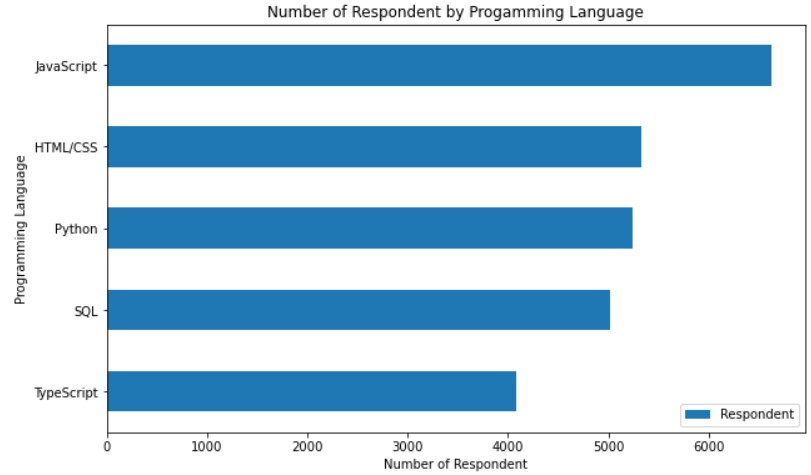 Number of Respondent by Progamming Language
Programming Language
JavaScript
HTML/CSS
Python
SQL
TypeScript
0 1000 2000 3000 4000 5000 6000
Number of Respondent
Respondent